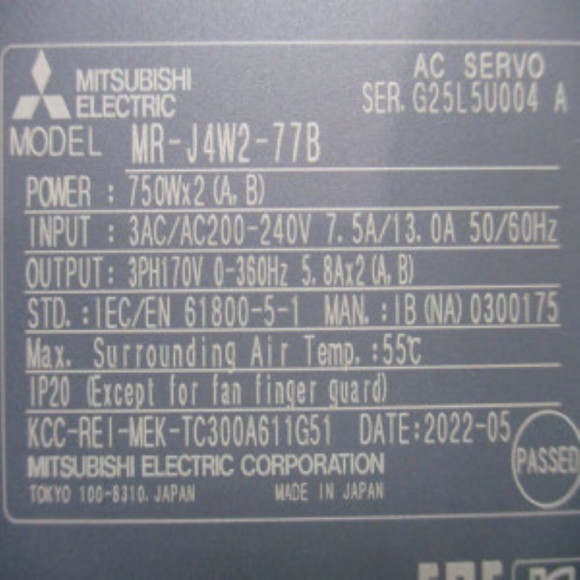 MITSUBISHI
ELECTRIC
AC SERVO
SER. G25L5U004 A
MODEL MR-J4W2-77B
POWER : 750Wx2 (A, B)
INPUT : 3AC/AC200-240V 7.5A/13.0A 50/60Hz
OUTPUT: 3PH170V 0-360Hz 5.8Ax2 (A, B)
STD. : IEC/EN 61800-5-1 MAN. : IB (NA) 0300175
Max. Surrounding Air Temp. :55℃
IP20 (Except for fan finger guard)
KCC-REI-MEK-TC300A611G51 DATE:2022-05
MITSUBISHI ELECTRIC CORPORATION
PASSED
TOKYO 100-8310, JAPAN MADE IN JAPAN